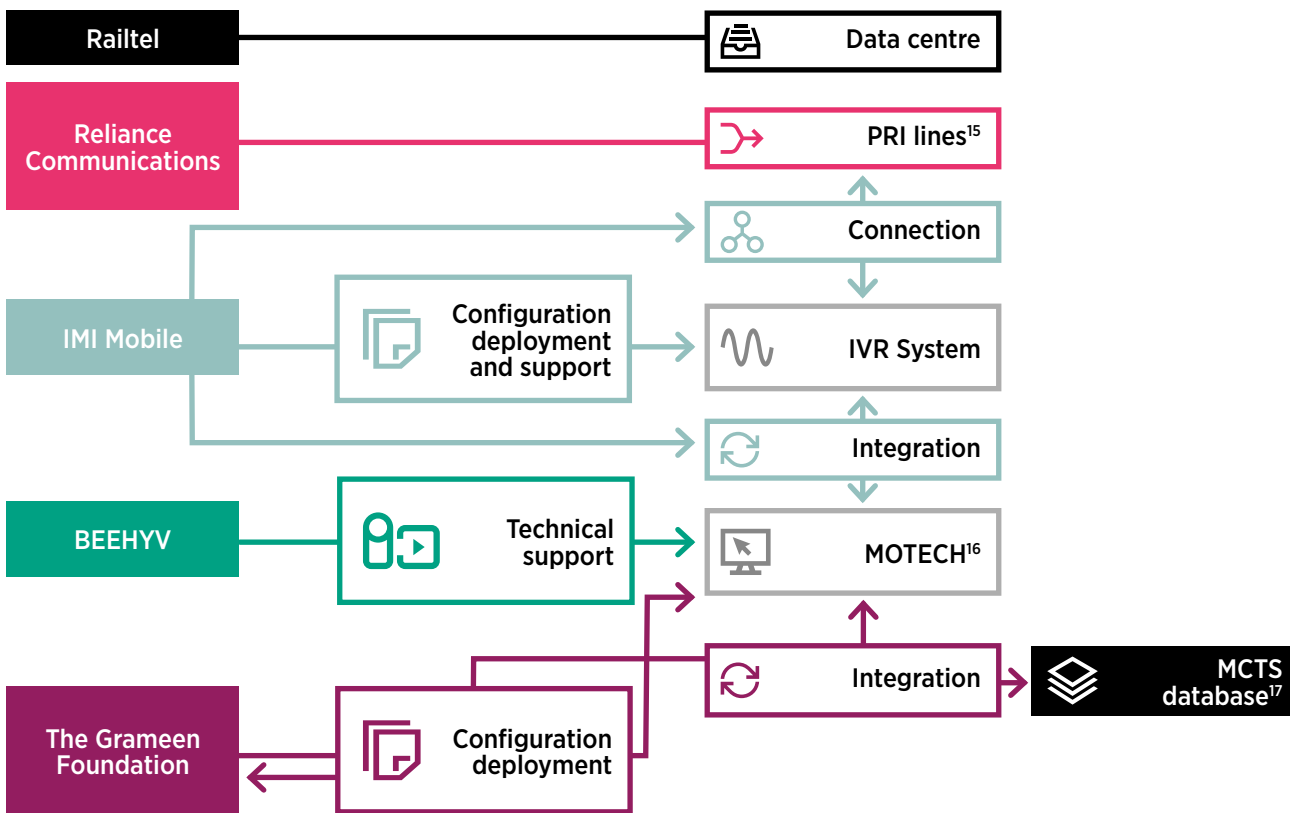 Railtel
Data centre
Reliance
Communications
PRI lines¹⁵
Connection
IMI Mobile
Configuration
deployment
and support
IVR System
Integration
BEEHYV
Technical
support
MOTECH¹⁶
Integration
MCTS
database¹⁷
The Grameen
Foundation
Configuration
deployment